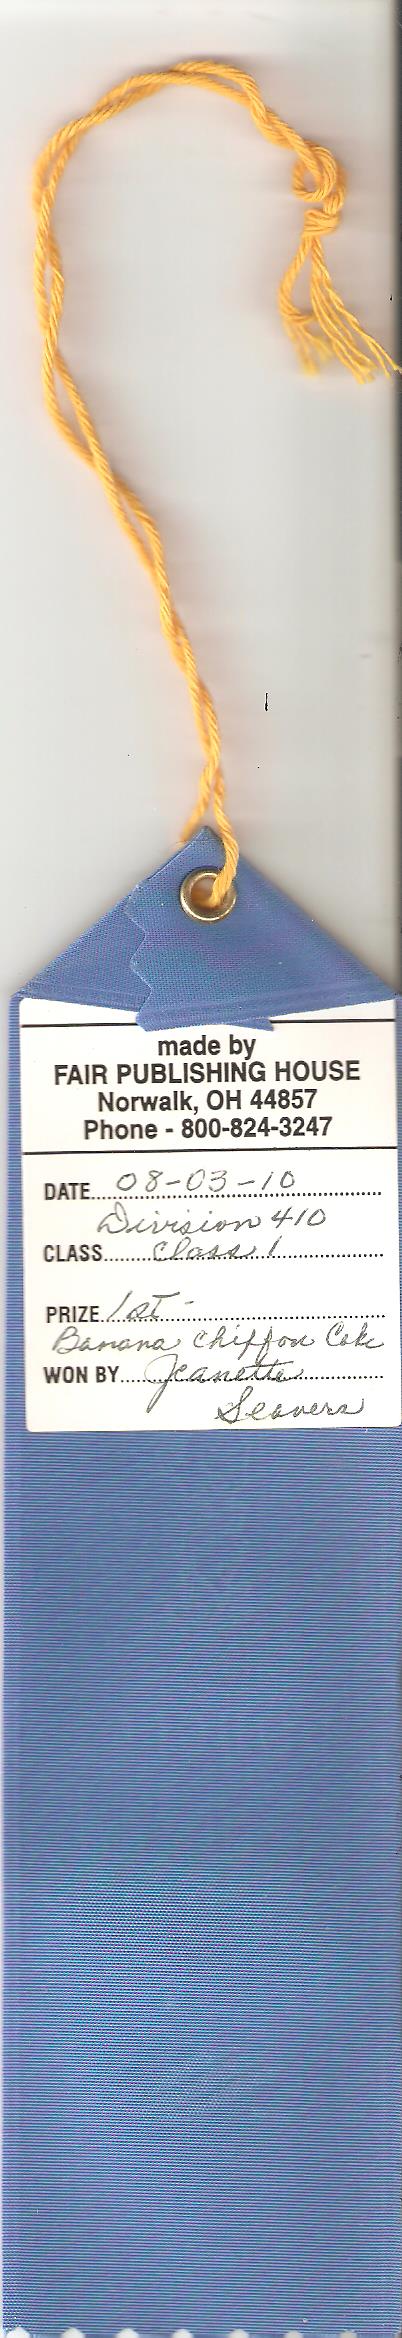 made by
FAIR PUBLISHING HOUSE
Norwalk, OH 44857
Phone - 800-824-3247
DATE 08-03-10
Division 410
CLASS Class 1
PRIZE 1st -
Banana Chiffon Cake
WON BY Jeanette
Seavers